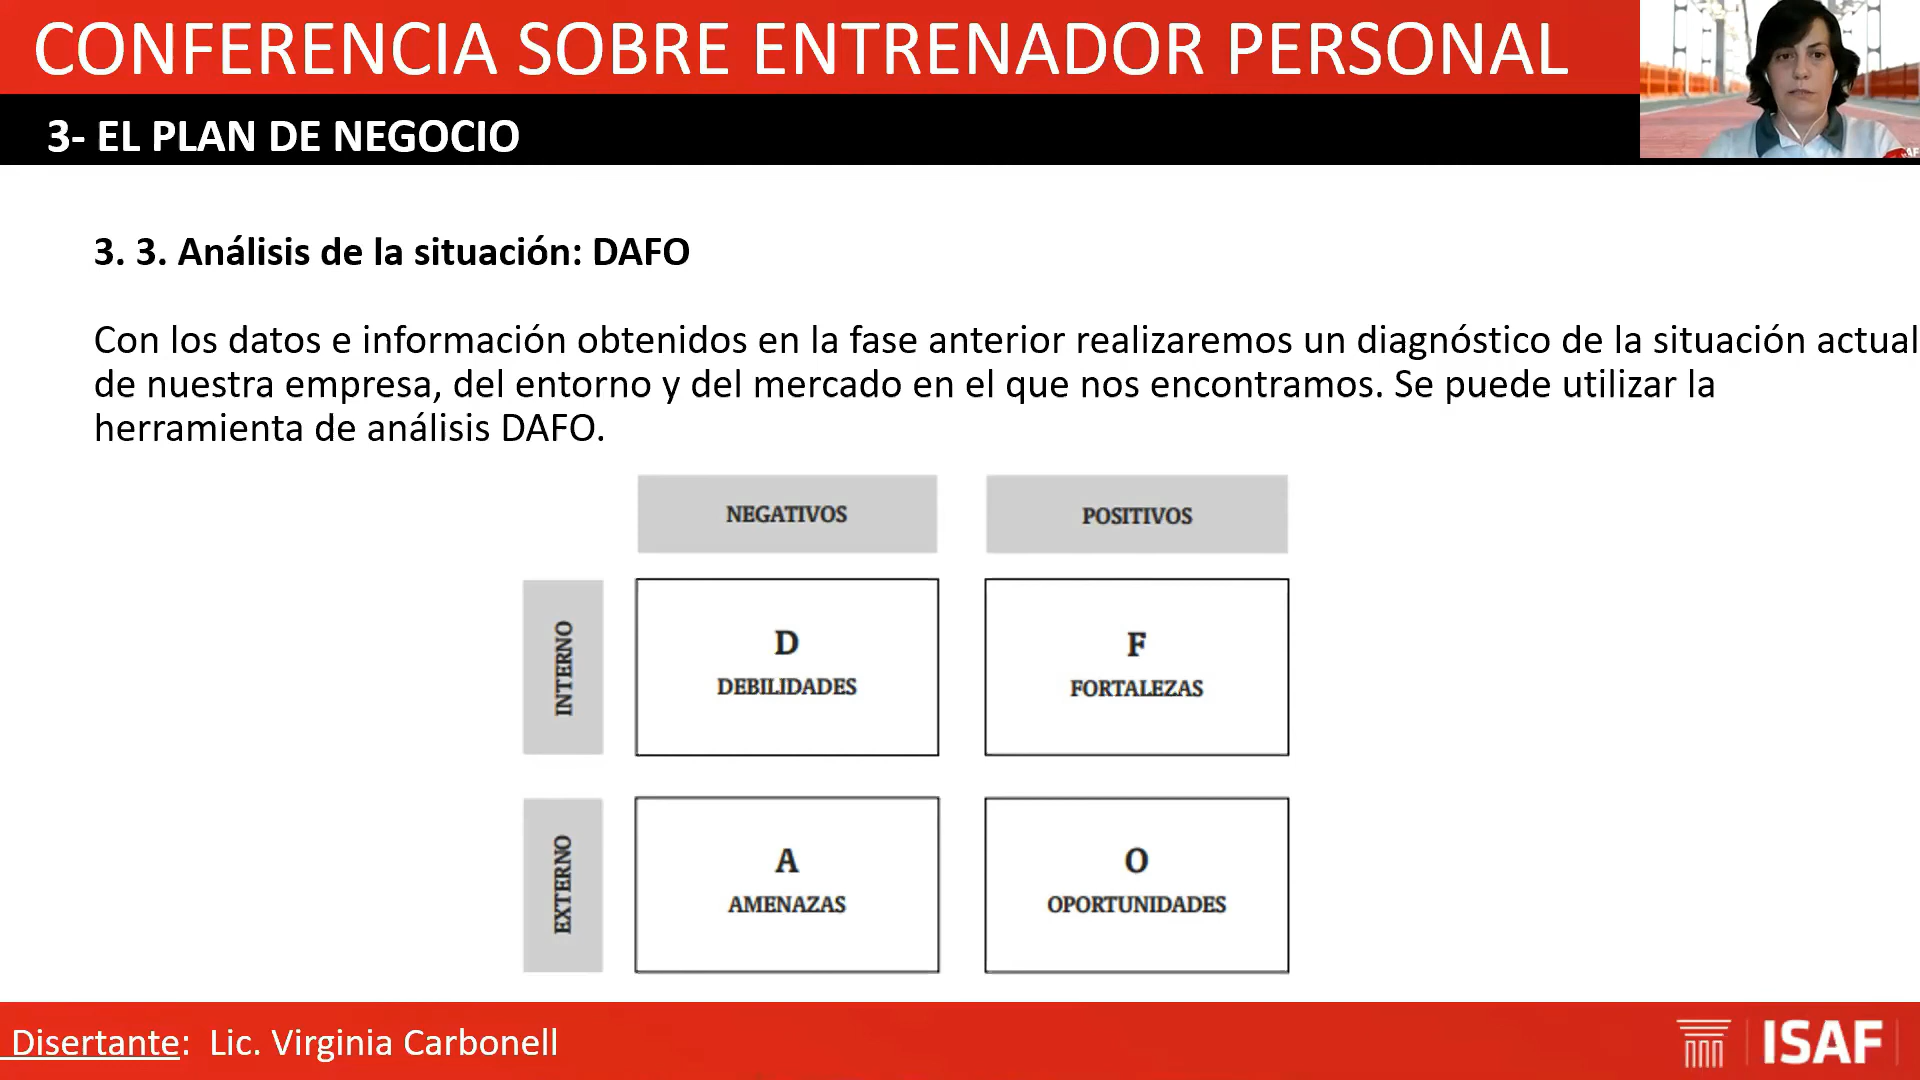 CONFERENCIA SOBRE ENTRENADOR PERSONAL
3- EL PLAN DE NEGOCIO
3. 3. Análisis de la situación: DAFO
Con los datos e información obtenidos en la fase anterior realizaremos un diagnóstico de la situación actual
de nuestra empresa, del entorno y del mercado en el que nos encontramos. Se puede utilizar la
herramienta de análisis DAFO.
NEGATIVOS
POSITIVOS
INTERNO
D
DEBILIDADES
F
FORTALEZAS
EXTERNO
A
AMENAZAS
O
OPORTUNIDADES
Disertante: Lic. Virginia Carbonell
ISAF